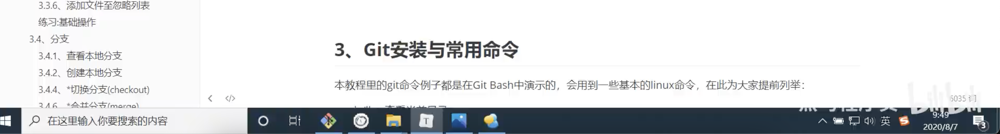 3.3.6、添加文件至忽略列表
练习:基础操作
3.4、分支
3.4.1、查看本地分支
3.4.2、创建本地分支
3.4.4、*切换分支(checkout)
3.4.6、*合并分支(merge)
3、Git安装与常用命令
本教程里的git命令例子都是在Git Bash中演示的，会用到一些基本的linux命令，在此为大家提前列举：
6035 词
bilibili
在这里输入你要搜索的内容
T
英
S
9:49
2020/8/7
3